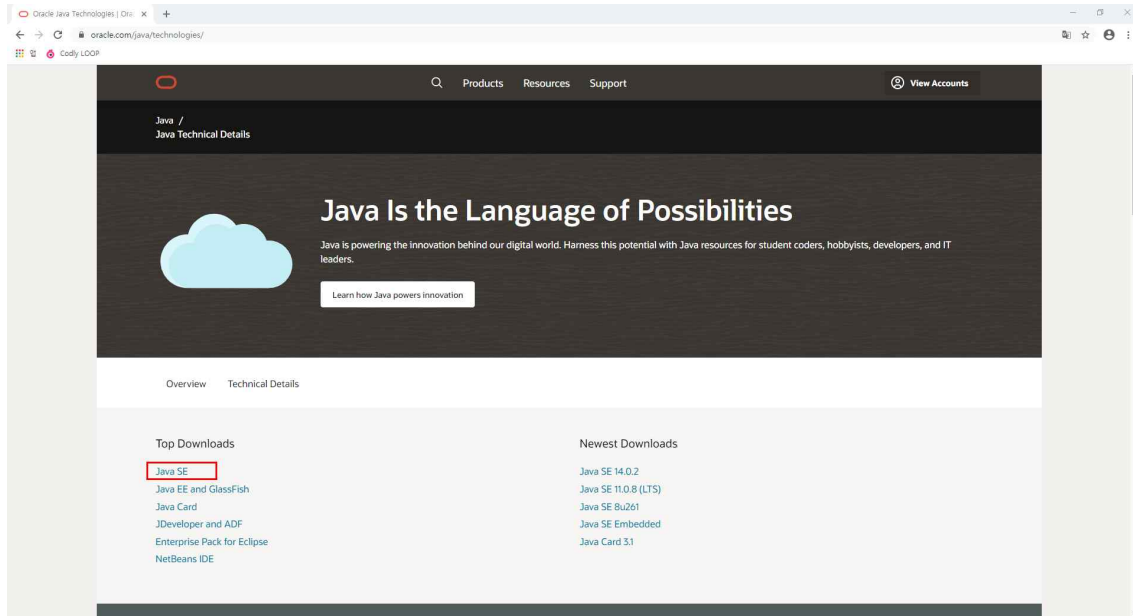 Oracle Java Technologies | Ora
oracle.com/java/technologies/
앱
Codly LOOP
Products
Resources
Support
View Accounts
Java /
Java Technical Details
Java Is the Language of Possibilities
Java is powering the innovation behind our digital world. Harness this potential with Java resources for student coders, hobbyists, developers, and IT
leaders.
Learn how Java powers innovation
Overview
Technical Details
Top Downloads
Java SE
Java EE and GlassFish
Java Card
JDeveloper and ADF
Enterprise Pack for Eclipse
NetBeans IDE
Newest Downloads
Java SE 14.0.2
Java SE 11.0.8 (LTS)
Java SE 8u261
Java SE Embedded
Java Card 3.1